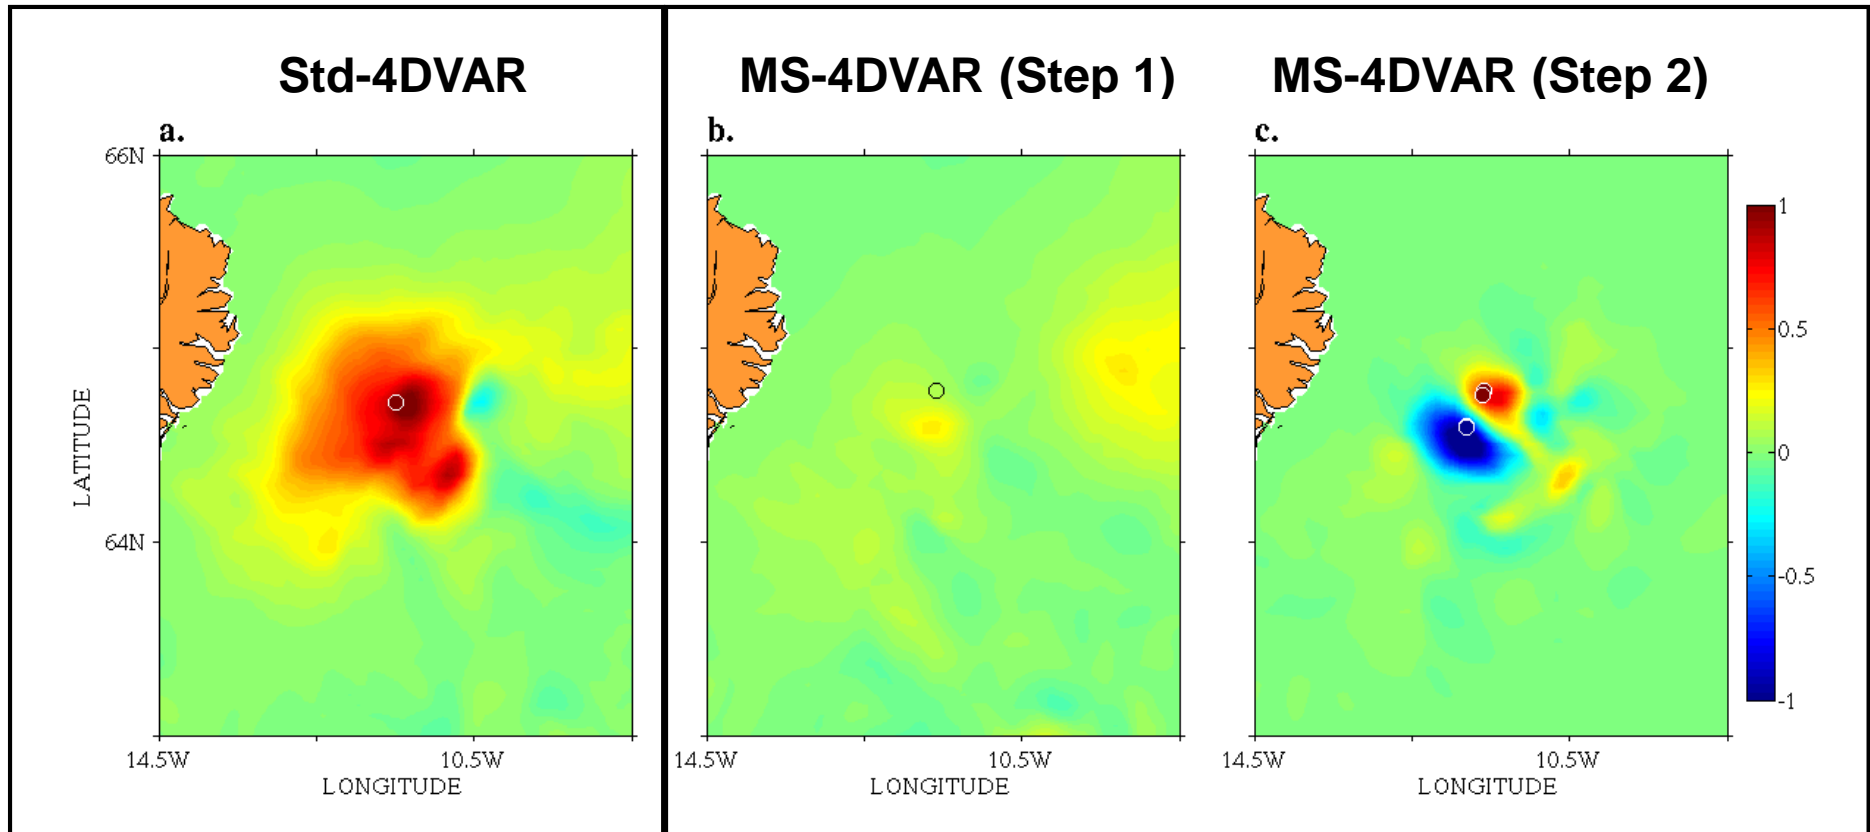 Std-4DVAR
MS-4DVAR (Step 1)
MS-4DVAR (Step 2)
a.
b.
c.
66N
64N
LATITUDE
14.5W
10.5W
LONGITUDE
14.5W
10.5W
LONGITUDE
14.5W
10.5W
LONGITUDE
1
0.5
0
-0.5
-1